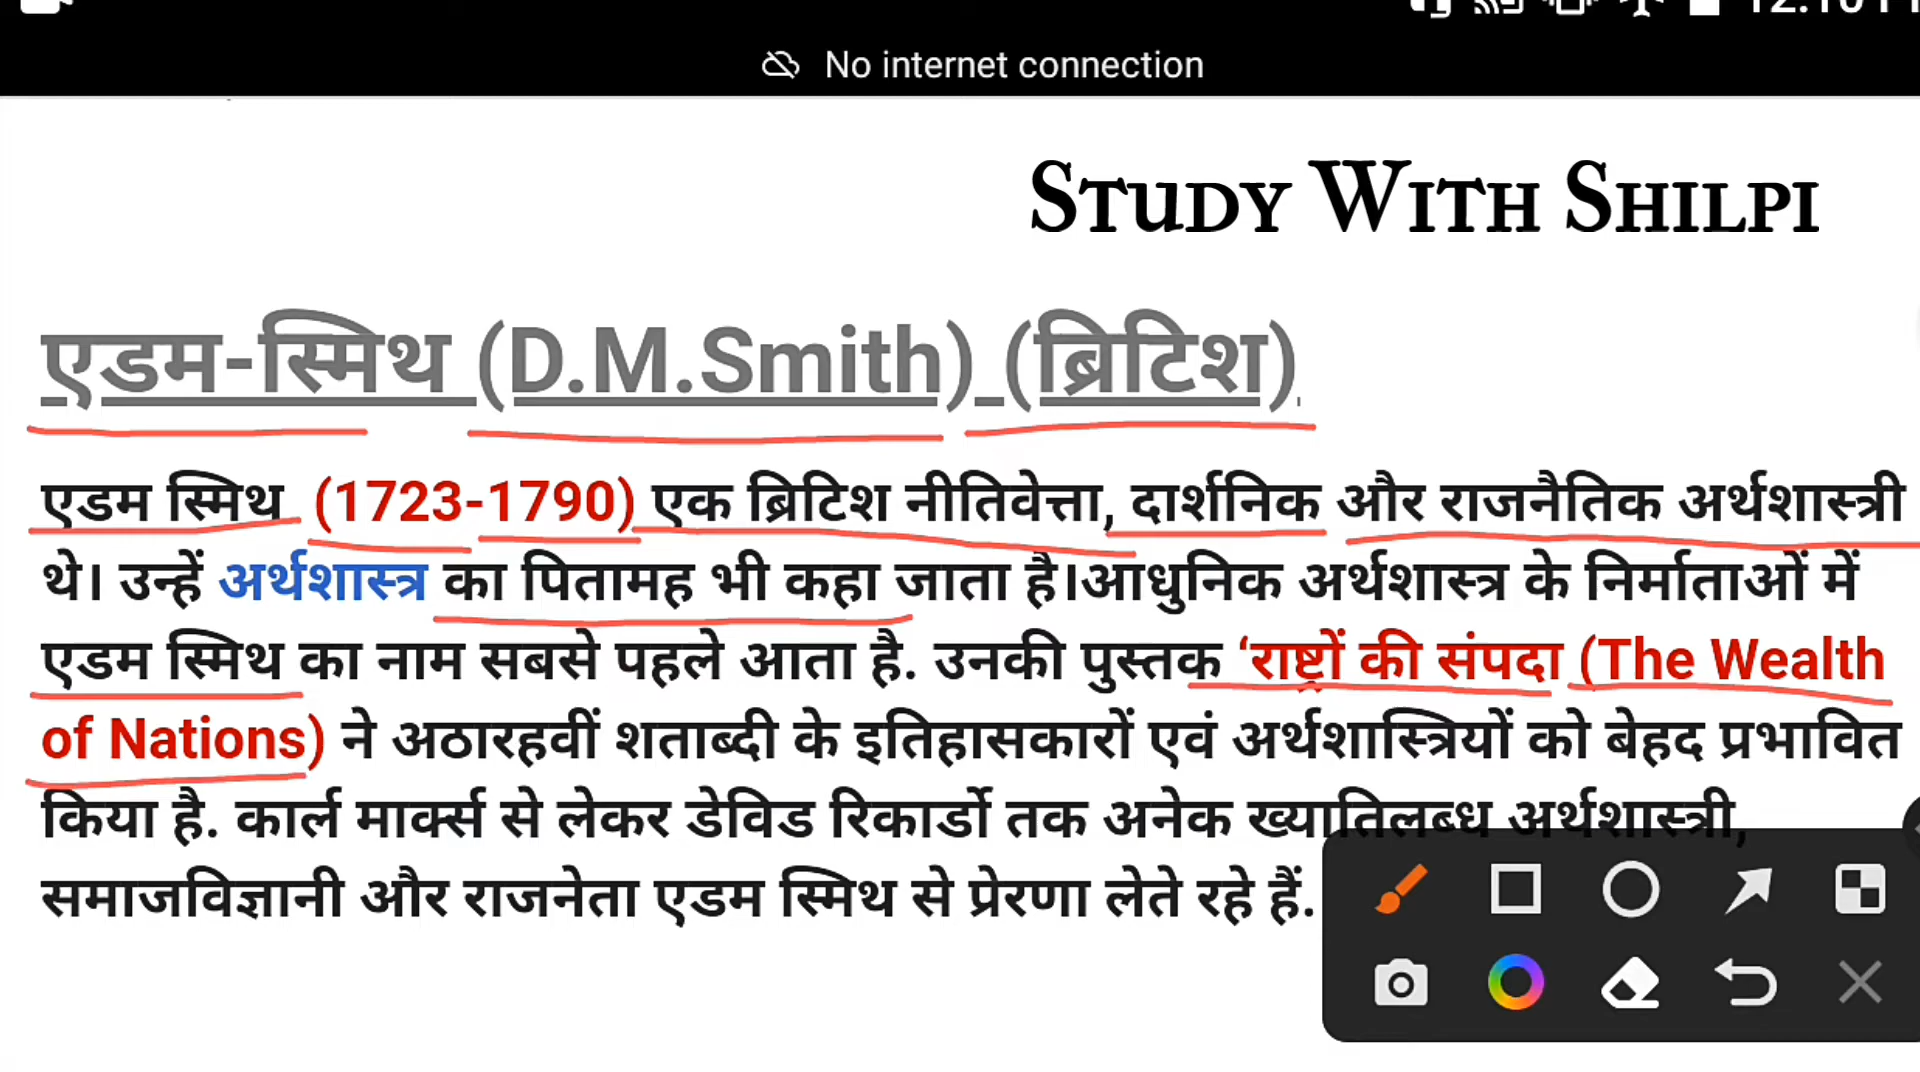 No internet connection
STUDY WITH SHILPI
एडम-स्मिथ (D.M.Smith) (ब्रिटिश)
एडम स्मिथ (1723-1790) एक ब्रिटिश नीतिवेत्ता, दार्शनिक और राजनैतिक अर्थशास्त्री
थे। उन्हें अर्थशास्त्र का पितामह भी कहा जाता है।आधुनिक अर्थशास्त्र के निर्माताओं में
एडम स्मिथ का नाम सबसे पहले आता है. उनकी पुस्तक ‘राष्ट्रों की संपदा (The Wealth
of Nations) ने अठारहवीं शताब्दी के इतिहासकारों एवं अर्थशास्त्रियों को बेहद प्रभावित
किया है. कार्ल मार्क्स से लेकर डेविड रिकार्डो तक अनेक ख्यातिलब्ध अर्थशास्त्री,
समाजविज्ञानी और राजनेता एडम स्मिथ से प्रेरणा लेते रहे हैं.